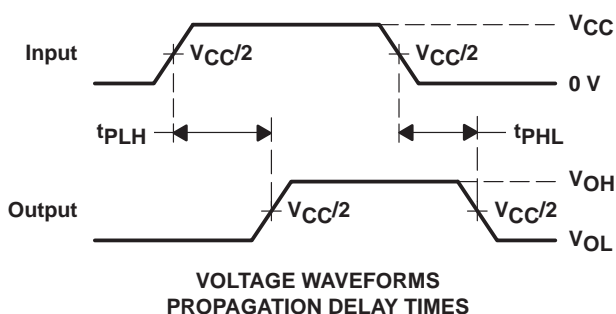 VCC
Input
VCC/2
VCC/2
0 V
tPLH
tPHL
VOH
Output
VCC/2
VCC/2
VOL
VOLTAGE WAVEFORMS
PROPAGATION DELAY TIMES